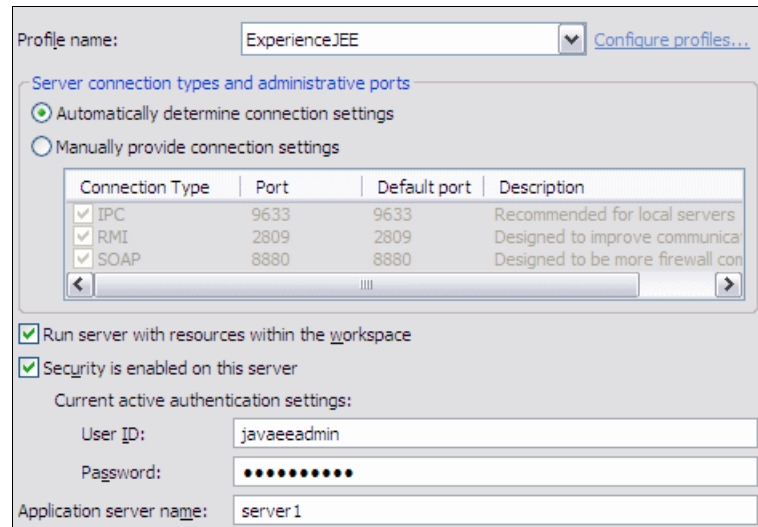 Profile name: ExperienceJEE Configure profiles...
Server connection types and administrative ports
Automatically determine connection settings
Manually provide connection settings
Connection Type Port Default port Description
IPC 9633 9633 Recommended for local servers
RMI 2809 2809 Designed to improve communica
SOAP 8880 8880 Designed to be more firewall con
Run server with resources within the workspace
Security is enabled on this server
Current active authentication settings:
User ID: javaeeadmin
Password: ●●●●●●●●●●
Application server name: server1